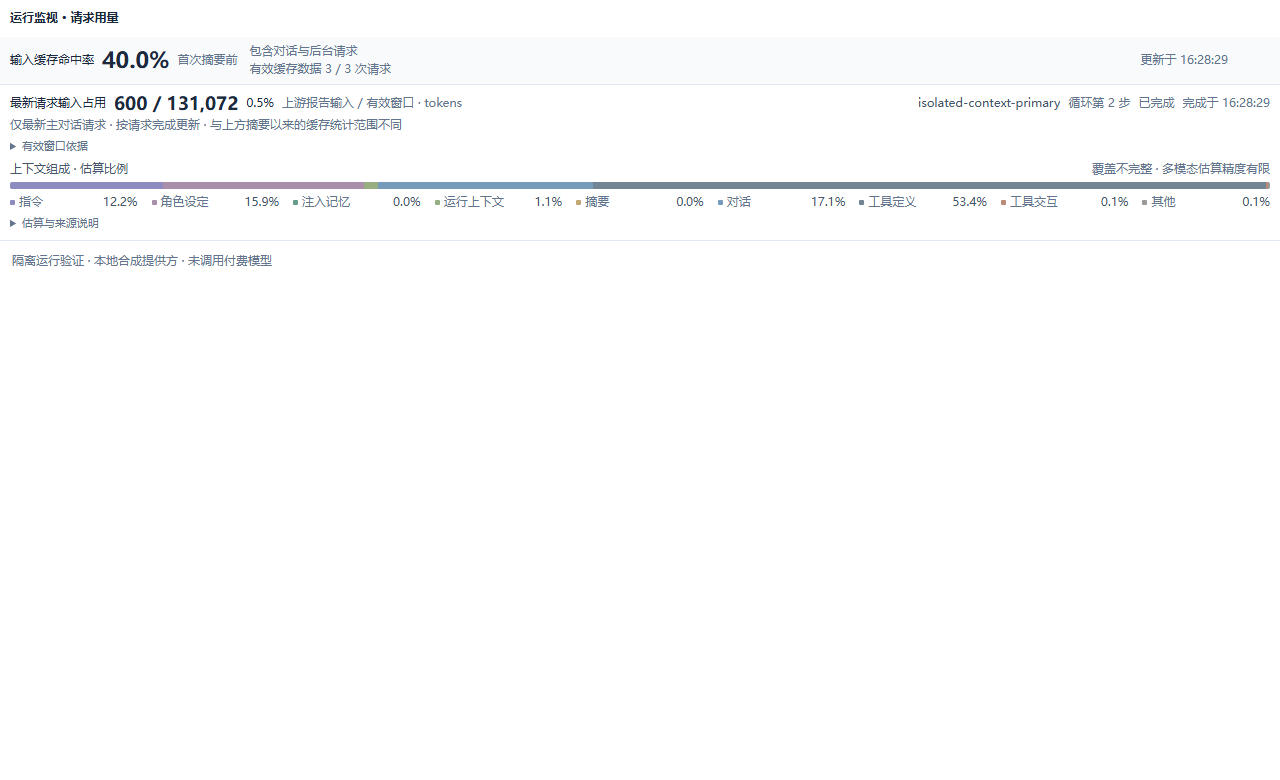 运行监视 · 请求用量
输入缓存命中率 40.0% 首次摘要前 包含对话与后台请求
有效缓存数据 3 / 3 次请求
更新于 16:28:29
最新请求输入占用 600 / 131,072 0.5% 上游报告输入 / 有效窗口 · tokens isolated-context-primary 循环第 2 步 已完成 完成于 16:28:29
仅最新主对话请求 · 按请求完成更新 · 与上方摘要以来的缓存统计范围不同
▶ 有效窗口依据
上下文组成 · 估算比例 覆盖不完整 · 多模态估算精度有限
指令 12.2% 角色设定 15.9% 注入记忆 0.0% 运行上下文 1.1% 摘要 0.0% 对话 17.1% 工具定义 53.4% 工具交互 0.1% 其他 0.1%
▶ 估算与来源说明
隔离运行验证 · 本地合成提供方 · 未调用付费模型